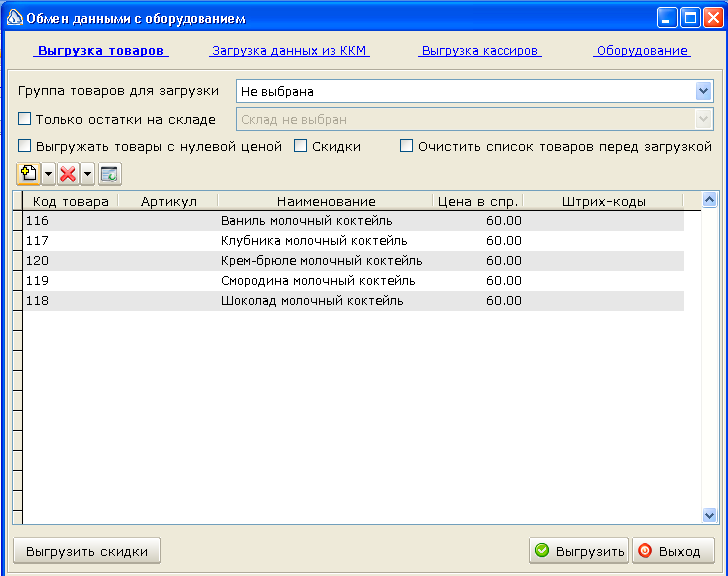 Обмен данными с оборудованием
Выгрузка товаров Загрузка данных из ККМ Выгрузка кассиров Оборудование
Группа товаров для загрузки Не выбрана
Только остатки на складе Склад не выбран
Выгружать товары с нулевой ценой Скидки Очистить список товаров перед загрузкой
Код товара Артикул Наименование Цена в спр. Штрих-коды
116 Ваниль молочный коктейль 60.00
117 Клубника молочный коктейль 60.00
120 Крем-брюле молочный коктейль 60.00
119 Смородина молочный коктейль 60.00
118 Шоколад молочный коктейль 60.00
Выгрузить скидки Выгрузить Выход